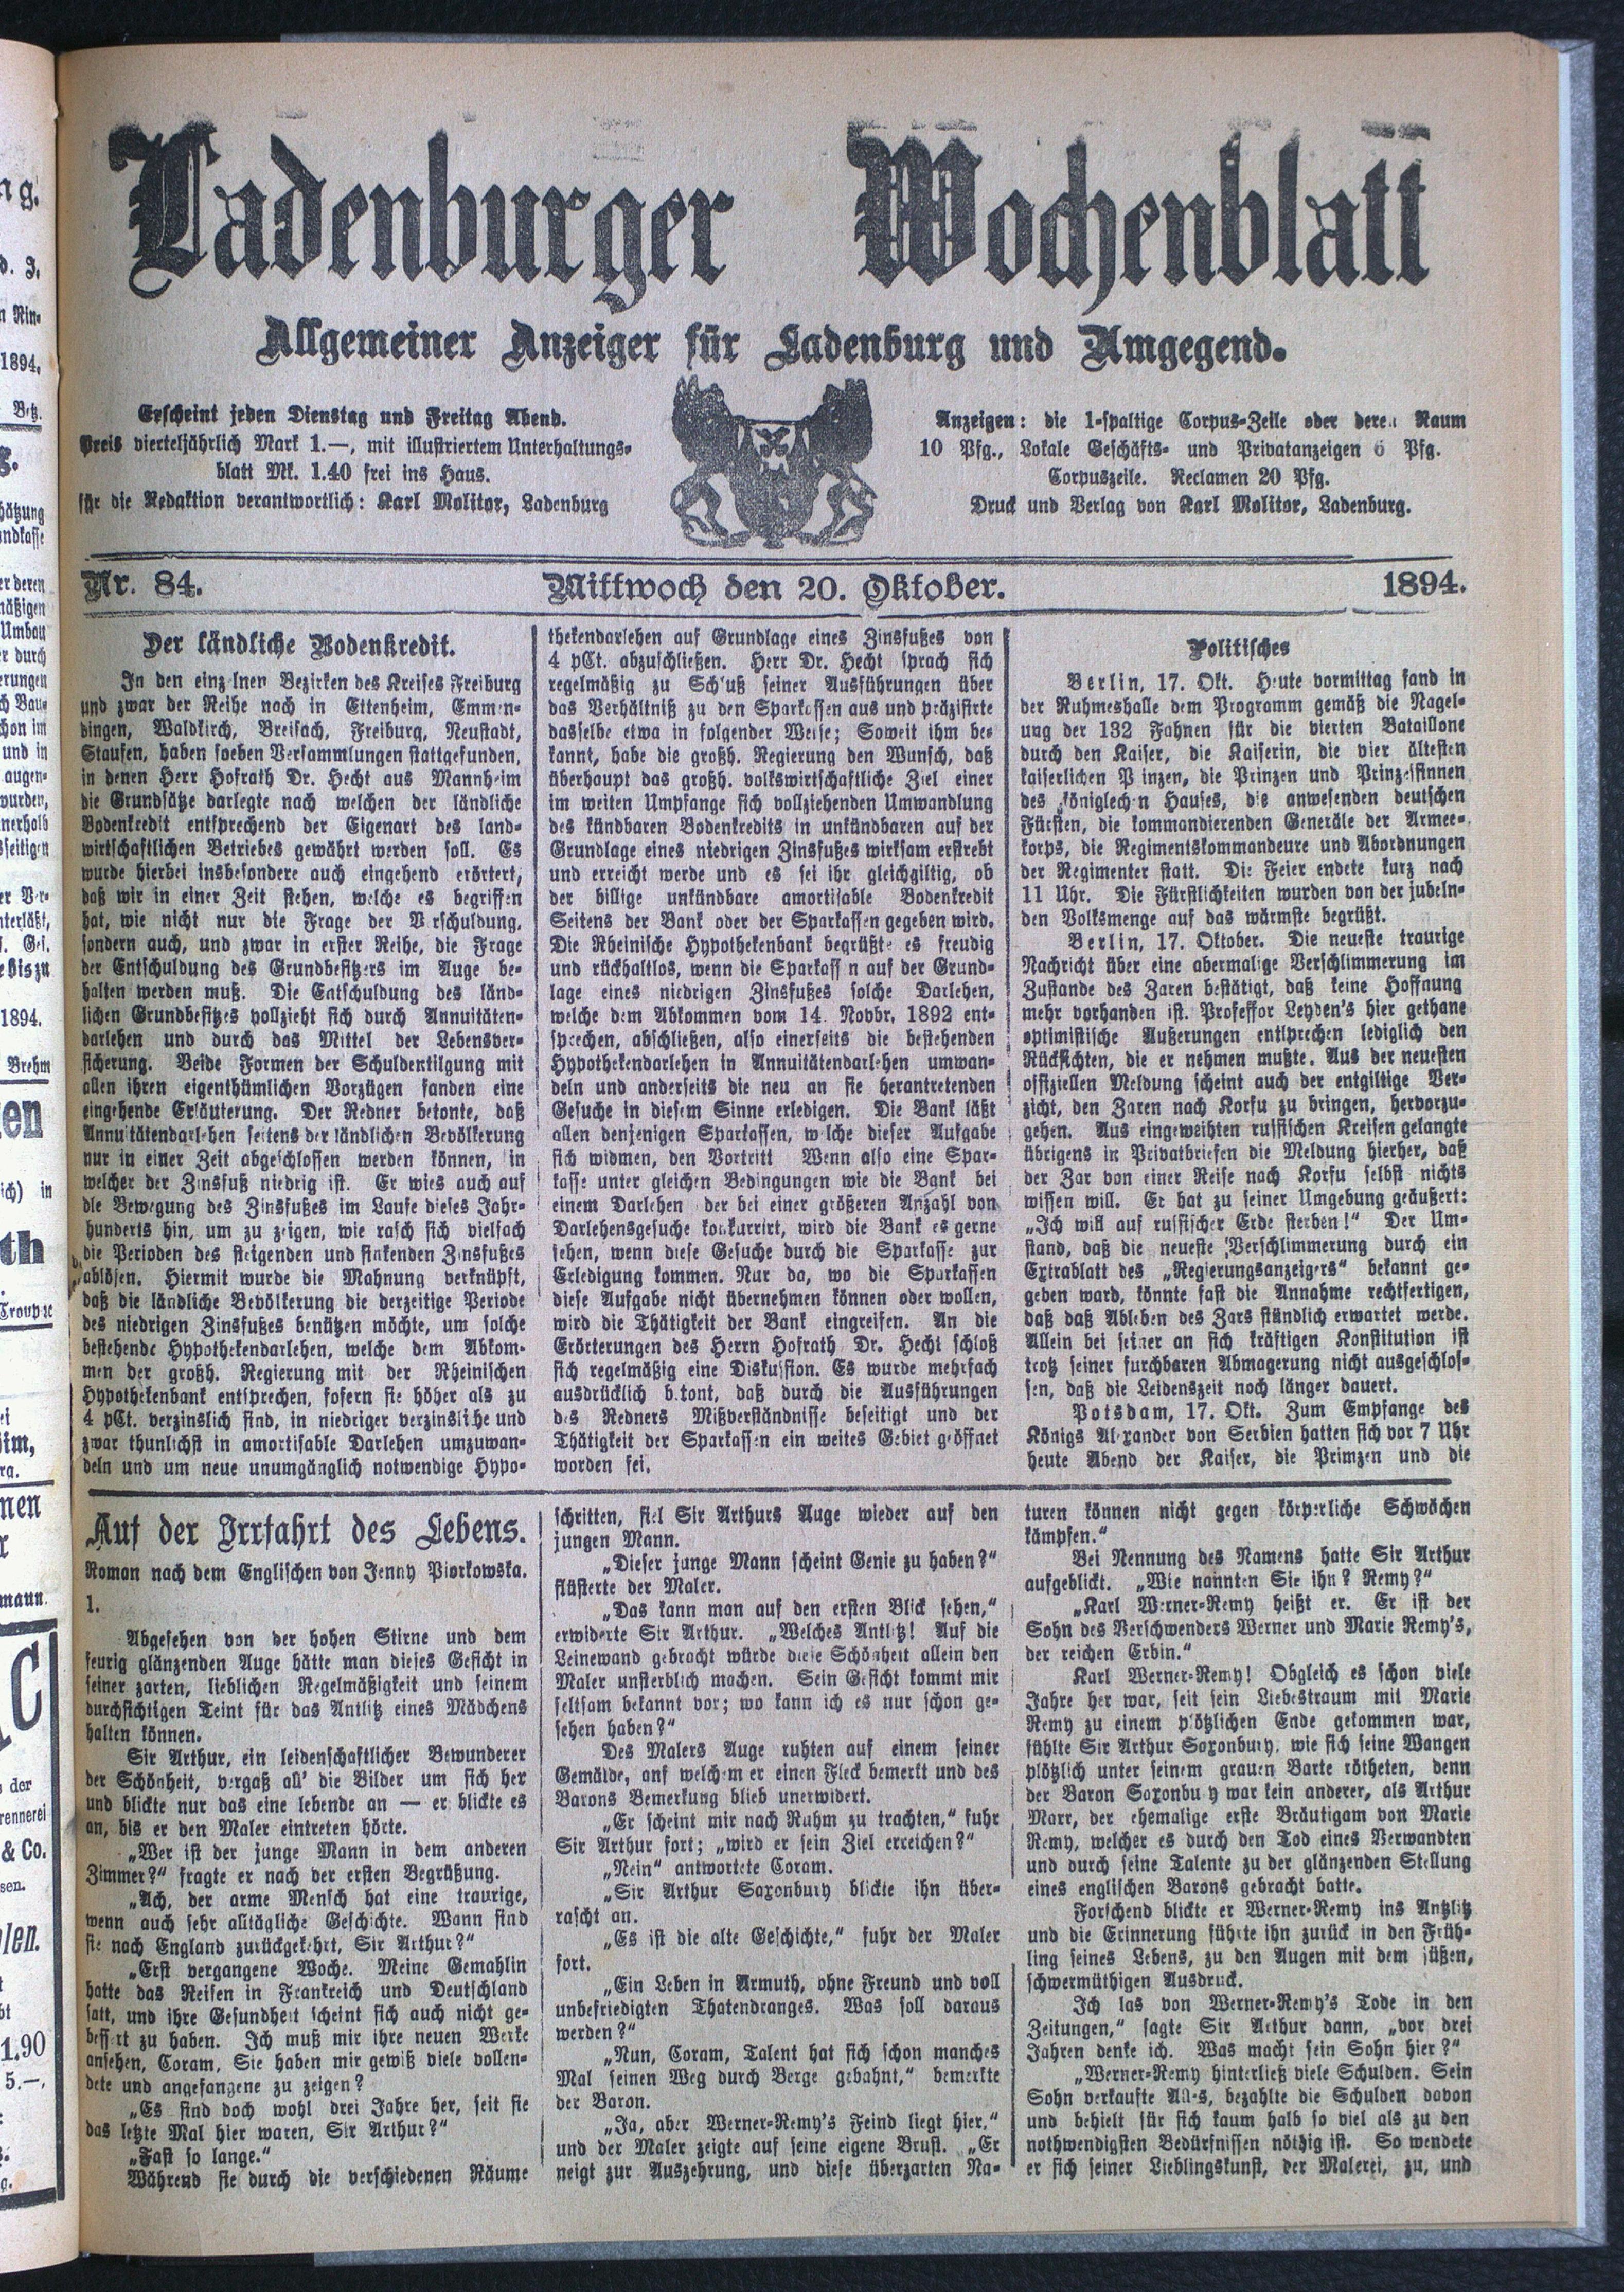 Ladenburger Wochenblatt
Allgemeiner Anzeiger für Ladenburg und Umgegend.
Erscheint jeden Dienstag und Freitag Abend.
Preis vierteljährlich Mark 1.—, mit illustriertem Unterhaltungs-
blatt Mk. 1.40 frei ins Haus.
für die Redaktion verantwortlich: Karl Molitor, Ladenburg
Anzeigen: die 1-spaltige Corpus-Zeile oder deren Raum
10 Pfg., Lokale Geschäfts- und Privatanzeigen 6 Pfg.
Corpuszeile. Reclamen 20 Pfg.
Druck und Verlag von Karl Molitor, Ladenburg.
Nr. 84. Mittwoch den 20. Oktober. 1894.
Der ländliche Bodenkredit.
In den einzelnen Bezirken des Kreises Freiburg
und zwar der Reihe nach in Ettenheim, Emmen-
dingen, Waldkirch, Breisach, Freiburg, Neustadt,
Staufen, haben soeben Versammlungen stattgefunden,
in denen Herr Hofrath Dr. Hecht aus Mannheim
die Grundsätze darlegte nach welchen der ländliche
Bodenkredit entsprechend der Eigenart des land-
wirtschaftlichen Betriebes gewährt werden soll. Es
wurde hierbei insbesondere auch eingehend erörtert,
daß wir in einer Zeit stehen, welche es begriffen
hat, wie nicht nur die Frage der Verschuldung,
sondern auch, und zwar in erster Reihe, die Frage
der Entschuldung des Grundbesitzers im Auge be-
halten werden muß. Die Entschuldung des länd-
lichen Grundbesitzes vollzieht sich durch Annuitäten-
darlehen und durch das Mittel der Lebensver-
sicherung. Beide Formen der Schuldentilgung mit
allen ihren eigenthümlichen Vorzügen fanden eine
eingehende Erläuterung. Der Redner betonte, daß
Annuitätendarlehen seitens der ländlichen Bevölkerung
nur in einer Zeit abgeschlossen werden können, in
welcher der Zinsfuß niedrig ist. Er wies auch auf
dle Bewegung des Zinsfußes im Laufe dieses Jahr-
hunderts hin, um zu zeigen, wie rasch sich vielfach
die Perioden des steigenden und sinkenden Zinsfußes
ablösen. Hiermit wurde die Mahnung verknüpft,
daß die ländliche Bevölkerung die derzeitige Periode
des niedrigen Zinsfußes benützen möchte, um solche
bestehende Hypothekendarlehen, welche dem Abkom-
men der großh. Regierung mit der Rheinischen
Hypothekenbank entsprechen, sofern sie höher als zu
4 pCt. verzinslich sind, in niedriger verzinsliche und
zwar thunlichst in amortisable Darlehen umzuwan-
deln und um neue unumgänglich notwendige Hypo-
thekendarlehen auf Grundlage eines Zinsfußes von
4 pCt. abzuschließen. Herr Dr. Hecht sprach sich
regelmäßig zu Schluß seiner Ausführungen über
das Verhältniß zu den Sparkassen aus und präzisirte
dasselbe etwa in folgender Weise; Soweit ihm be-
kannt, habe die großh. Regierung den Wunsch, daß
überhaupt das großh. volkswirtschaftliche Ziel einer
im weiten Umpfange sich vollziehenden Umwandlung
des kündbaren Bodenkredits in unkündbaren auf der
Grundlage eines niedrigen Zinsfußes wirksam erstrebt
und erreicht werde und es sei ihr gleichgiltig, ob
der billige unkündbare amortisable Bodenkredit
Seitens der Bank oder der Sparkassen gegeben wird.
Die Rheinische Hypothekenbank begrüßte es freudig
und rückhaltlos, wenn die Sparkassen auf der Grund-
lage eines niedrigen Zinsfußes solche Darlehen,
welche dem Abkommen vom 14. Novbr. 1892 ent-
sprechen, abschließen, also einerseits die bestehenden
Hypothekendarlehen in Annuitätendarlehen umwan-
deln und anderseits die neu an sie herantretenden
Gesuche in diesem Sinne erledigen. Die Bank läßt
allen denjenigen Sparkassen, welche dieser Aufgabe
sich widmen, den Vortritt Wenn also eine Spar-
kasse unter gleichen Bedingungen wie die Bank bei
einem Darlehen der bei einer größeren Anzahl von
Darlehensgesuche konkurrirt, wird die Bank es gerne
sehen, wenn diese Gesuche durch die Sparkasse zur
Erledigung kommen. Nur da, wo die Sparkassen
diese Aufgabe nicht übernehmen können oder wollen,
wird die Thätigkeit der Bank eingreifen. An die
Erörterungen des Herrn Hofrath Dr. Hecht schloß
sich regelmäßig eine Diskussion. Es wurde mehrfach
ausdrücklich betont, daß durch die Ausführungen
des Redners Mißverständnisse beseitigt und der
Thätigkeit der Sparkassen ein weites Gebiet geöffnet
worden sei.
Politisches
Berlin, 17. Okt. Heute vormittag fand in
der Ruhmeshalle dem Programm gemäß die Nagel-
ung der 132 Fahnen für die vierten Bataillone
durch den Kaiser, die Kaiserin, die vier ältesten
kaiserlichen Prinzen, die Prinzen und Prinzessinnen
des königlechen Hauses, die anwesenden deutschen
Fürsten, die kommandierenden Generäle der Armee-
korps, die Regimentskommandeure und Abordnungen
der Regimenter statt. Die Feier endete kurz nach
11 Uhr. Die Fürstlichkeiten wurden von der jubeln-
den Volksmenge auf das wärmste begrüßt.
Berlin, 17. Oktober. Die neueste traurige
Nachricht über eine abermalige Verschlimmerung im
Zustande des Zaren bestätigt, daß keine Hoffnung
mehr vorhanden ist. Professor Leyden's hier gethane
optimistische Äußerungen entsprechen lediglich den
Rücksichten, die er nehmen mußte. Aus der neuesten
offiziellen Meldung scheint auch der entgiltige Ver-
zicht, den Zaren nach Korfu zu bringen, hervorzu-
gehen. Aus eingeweihten russischen Kreisen gelangte
übrigens in Privatbriefen die Meldung hierher, daß
der Zar von einer Reise nach Korfu selbst nichts
wissen will. Er hat zu seiner Umgebung geäußert:
„Ich will auf russischer Erde sterben!“ Der Um-
stand, daß die neueste Verschlimmerung durch ein
Extrablatt des „Regierungsanzeigers“ bekannt ge-
geben ward, könnte fast die Annahme rechtfertigen,
daß daß Ableben des Zars stündlich erwartet werde.
Allein bei seiner an sich kräftigen Konstitution ist
trotz seiner furchbaren Abmagerung nicht ausgeschlos-
sen, daß die Leidenszeit noch länger dauert.
Potsdam, 17. Okt. Zum Empfange des
Königs Alexander von Serbien hatten sich vor 7 Uhr
heute Abend der Kaiser, die Primzen und die
Auf der Irrfahrt des Lebens.
Roman nach dem Englischen von Jenny Piorkowska.
1.
Abgesehen von der hohen Stirne und dem
feurig glänzenden Auge hätte man dieses Gesicht in
seiner zarten, lieblichen Regelmäßigkeit und seinem
durchsichtigen Teint für das Antlitz eines Mädchens
halten können.
Sir Arthur, ein leidenschaftlicher Bewunderer
der Schönheit, vergaß all' die Bilder um sich her
und blickte nur das eine lebende an — er blickte es
an, bis er den Maler eintreten hörte.
„Wer ist der junge Mann in dem anderen
Zimmer?“ fragte er nach der ersten Begrüßung.
„Ach, der arme Mensch hat eine traurige,
wenn auch sehr alltägliche Geschichte. Wann sind
sie nach England zurückgekehrt, Sir Arthur?“
„Erst vergangene Woche. Meine Gemahlin
hatte das Reisen in Frankreich und Deutschland
satt, und ihre Gesundheit scheint sich auch nicht ge-
bessert zu haben. Ich muß mir ihre neuen Werke
ansehen, Coram, Sie haben mir gewiß viele vollen-
dete und angefangene zu zeigen?
„Es sind doch wohl drei Jahre her, seit sie
das letzte Mal hier waren, Sir Arthur?“
„Fast so lange.“
Während sie durch die verschiedenen Räume
schritten, fiel Sir Arthurs Auge wieder auf den
jungen Mann.
„Dieser junge Mann scheint Genie zu haben?“
flüsterte der Maler.
„Das kann man auf den ersten Blick sehen,“
erwiderte Sir Arthur. „Welches Antlitz! Auf die
Leinewand gebracht würde diese Schönheit allein den
Maler unsterblich machen. Sein Gesicht kommt mir
seltsam bekannt vor; wo kann ich es nur schon ge-
sehen haben?“
Des Malers Auge ruhten auf einem seiner
Gemälde, anf welchem er einen Fleck bemerkt und des
Barons Bemerkung blieb unerwidert.
„Er scheint mir nach Ruhm zu trachten,“ fuhr
Sir Arthur fort; „wird er sein Ziel erreichen?“
„Nein“ antwortete Coram.
„Sir Arthur Saxonbury blickte ihn über-
rascht an.
„Es ist die alte Geschichte,“ fuhr der Maler
fort.
„Ein Leben in Armuth, ohne Freund und voll
unbefriedigten Thatendranges. Was soll daraus
werden?“
„Nun, Coram, Talent hat sich schon manches
Mal seinen Weg durch Berge gebahnt,“ bemerkte
der Baron.
„Ja, aber Werner-Remy's Feind liegt hier,“
und der Maler zeigte auf seine eigene Brust. „Er
neigt zur Auszehrung, und diese überzarten Na-
turen können nicht gegen körperliche Schwächen
kämpfen.“
Bei Nennung des Namens hatte Sir Arthur
aufgeblickt. „Wie nannten Sie ihn? Remy?“
„Karl Werner-Remy heißt er. Er ist der
Sohn des Verschwenders Werner und Marie Remy's,
der reichen Erbin.“
Karl Werner-Remy! Obgleich es schon viele
Jahre her war, seit sein Liebestraum mit Marie
Remy zu einem plötzlichen Ende gekommen war,
fühlte Sir Arthur Saxonbury, wie sich seine Wangen
plötzlich unter seinem grauen Barte rötheten, denn
der Baron Saxonbury war kein anderer, als Arthur
Marr, der ehemalige erste Bräutigam von Marie
Remy, welcher es durch den Tod eines Verwandten
und durch seine Talente zu der glänzenden Stellung
eines englischen Barons gebracht hatte.
Forschend blickte er Werner-Remy ins Antzlitz
und die Erinnerung führte ihn zurück in den Früh-
ling seines Lebens, zu den Augen mit dem süßen,
schwermüthigen Ausdruck.
Ich las von Werner-Remy's Tode in den
Zeitungen,“ sagte Sir Arthur dann, „vor drei
Jahren denke ich. Was macht sein Sohn hier?“
„Werner-Remy hinterließ viele Schulden. Sein
Sohn verkaufte Alles, bezahlte die Schulden davon
und behielt für sich kaum halb so viel als zu den
nothwendigsten Bedürfnissen nöthig ist. So wendete
er sich seiner Lieblingskunst, der Malerei, zu, und